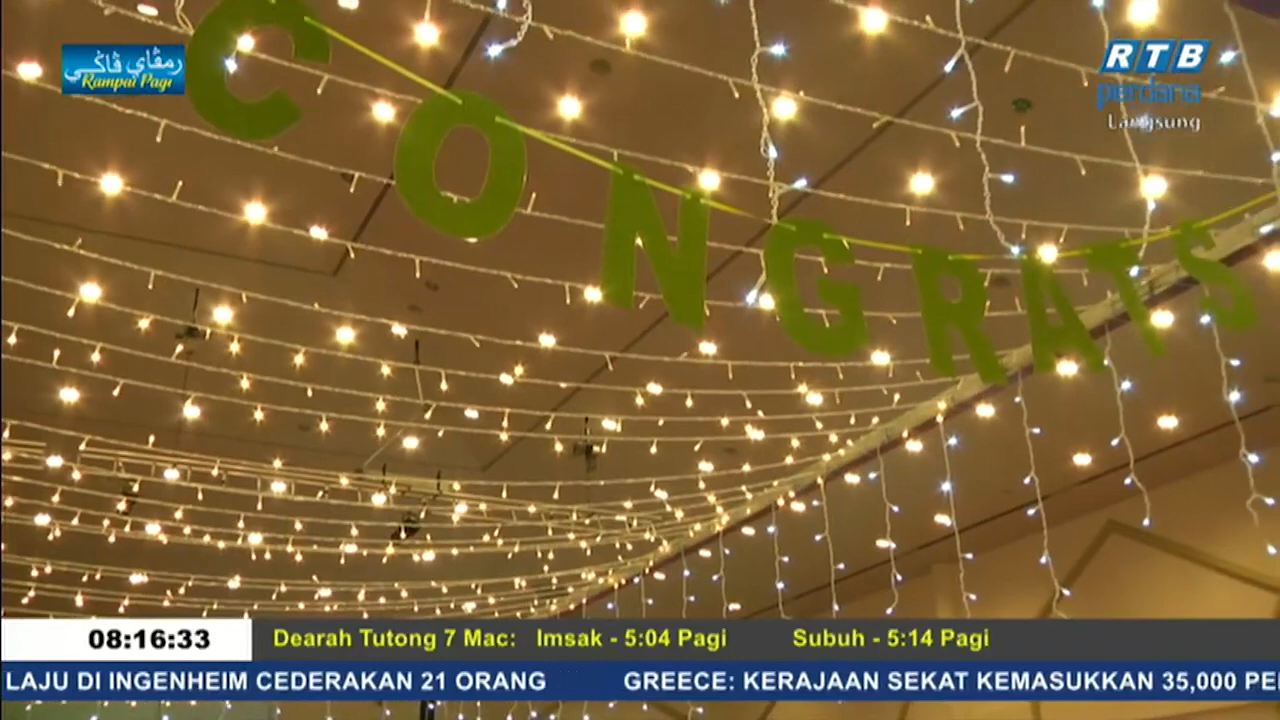 CONGRATS
رمڤاي ڤاݢي
Rampai Pagi
RTB
perdana
Langsung
08:16:33
Dearah Tutong 7 Mac: Imsak - 5:04 Pagi Subuh - 5:14 Pagi
LAJU DI INGENHEIM CEDERAKAN 21 ORANG GREECE: KERAJAAN SEKAT KEMASUKKAN 35,000